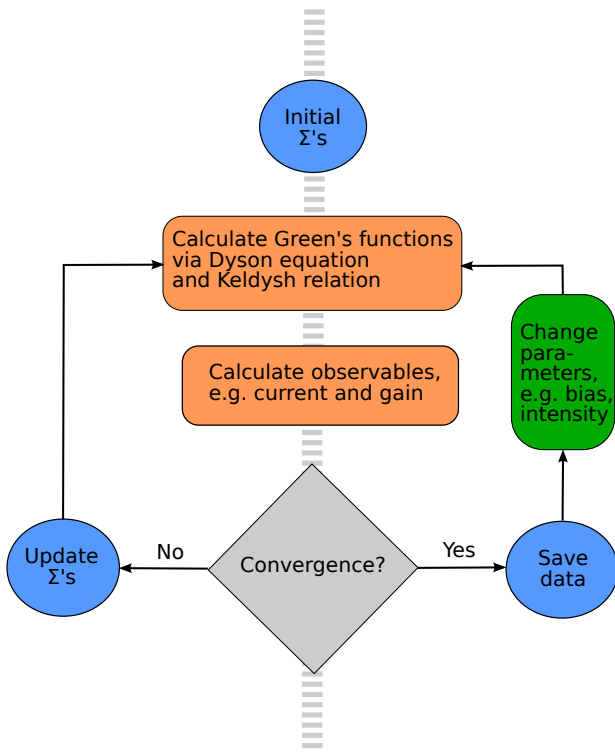 Initial
Σ's
Calculate Green's functions
via Dyson equation
and Keldysh relation
Change
para-
meters,
e.g. bias,
intensity
Calculate observables,
e.g. current and gain
No
Convergence?
Yes
Update
Σ's
Save
data